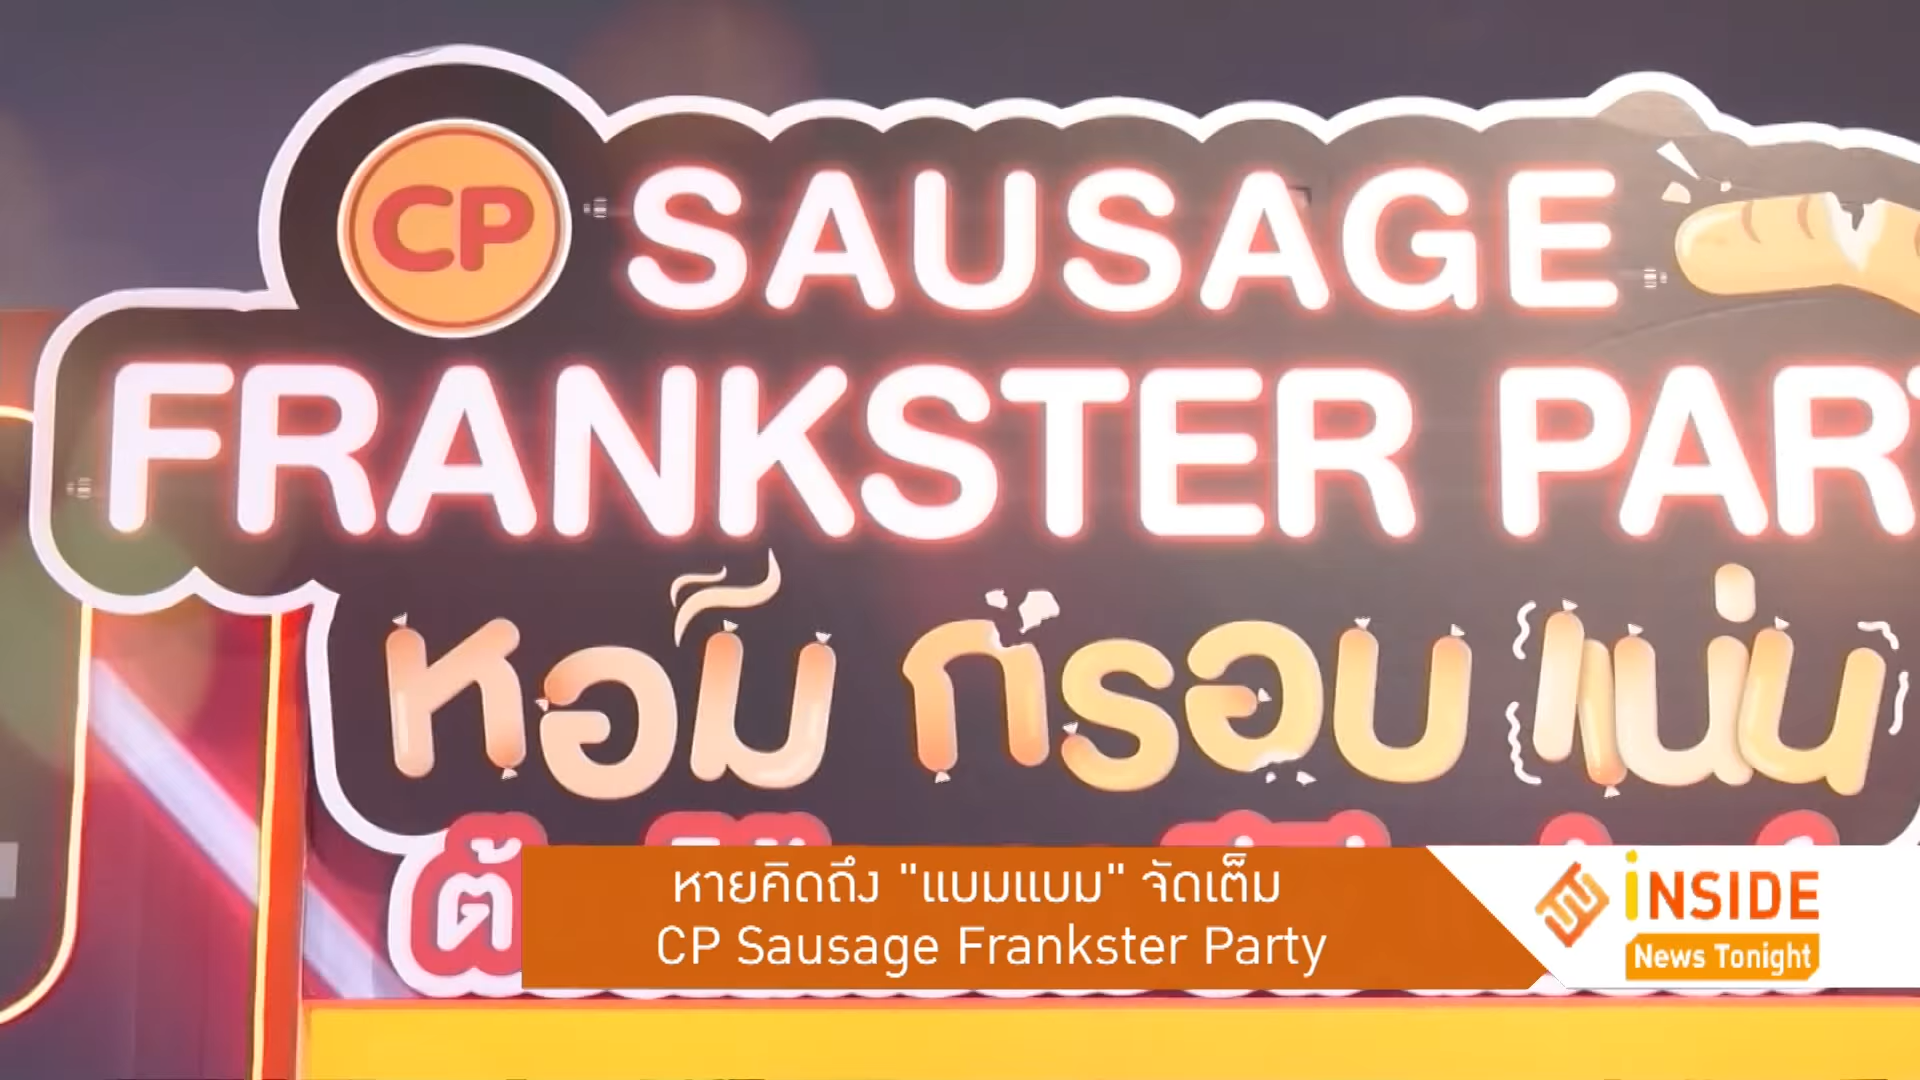 CP SAUSAGE
FRANKSTER PAR
หอม กรอบ แน่น
หายคิดถึง "แบมแบม" จัดเต็ม
CP Sausage Frankster Party
iNSIDE
News Tonight